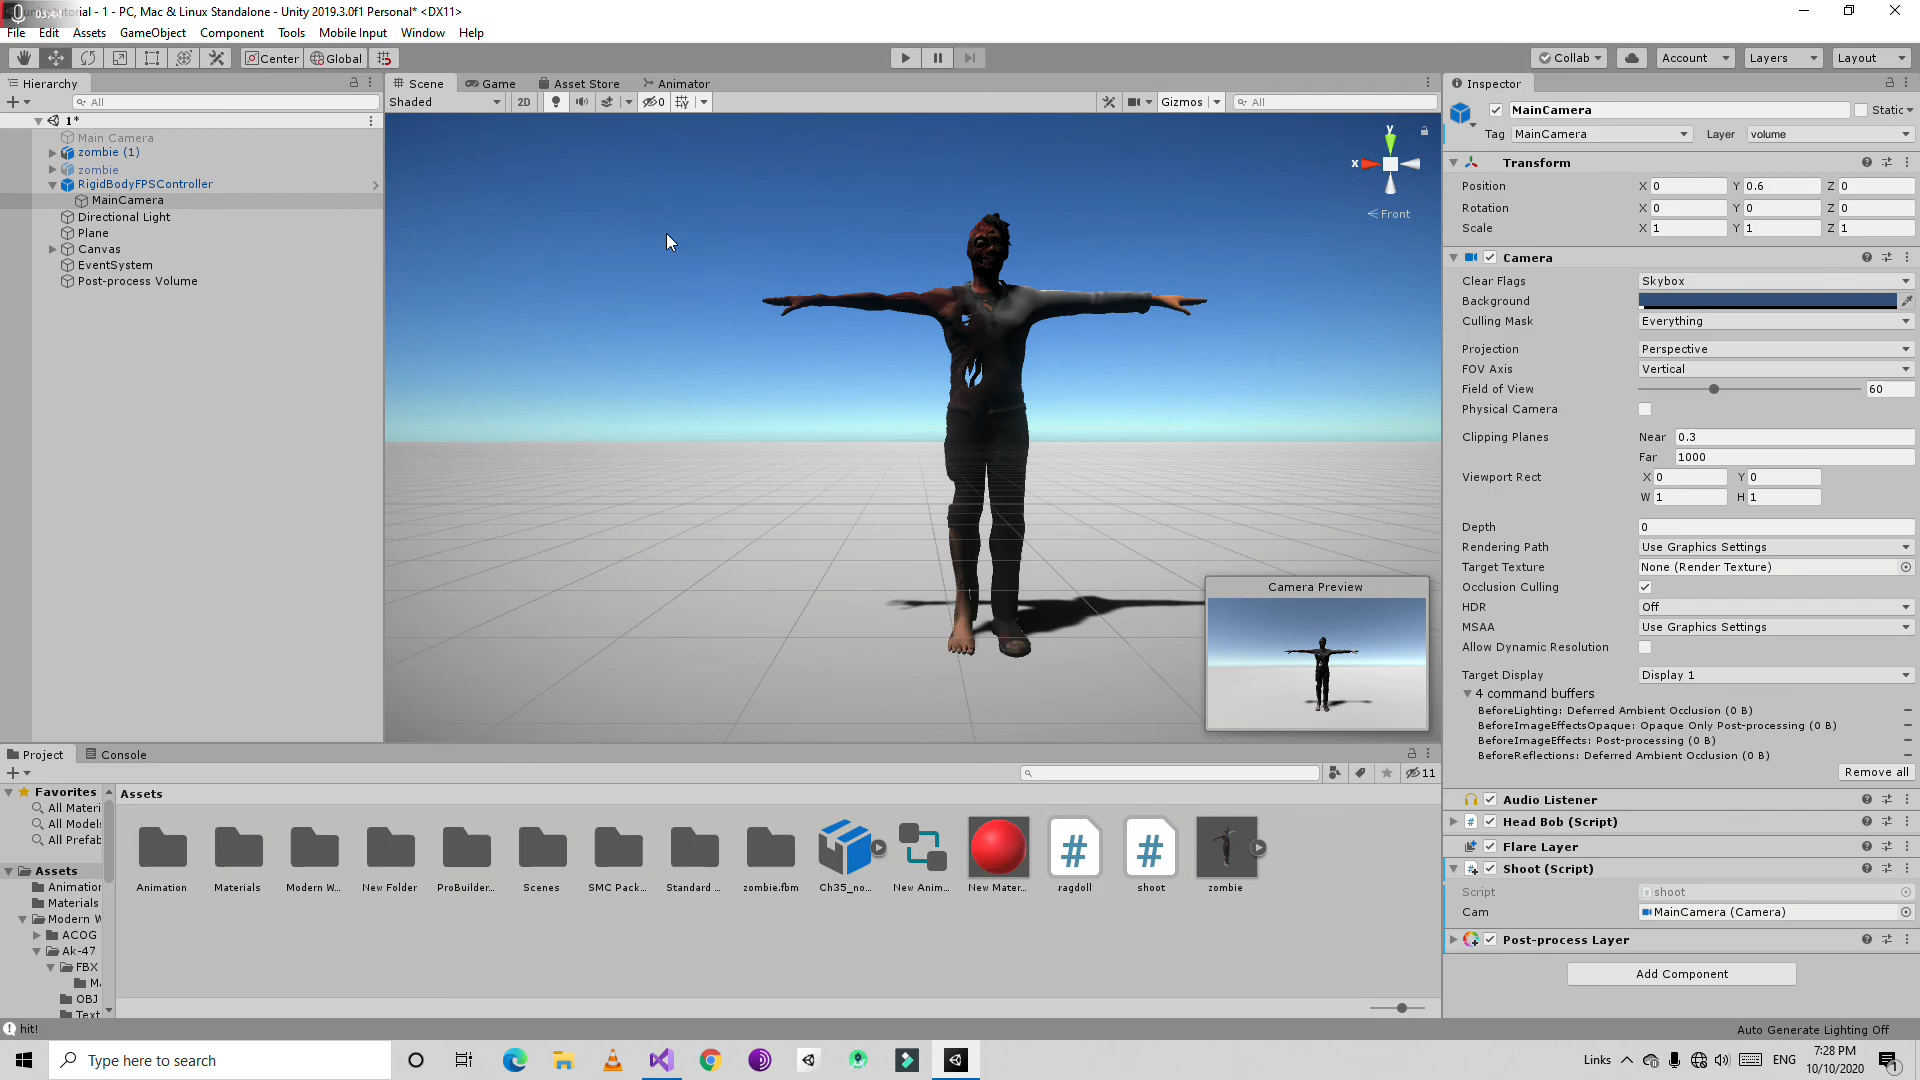 03:44
utorial - 1 - PC, Mac & Linux Standalone - Unity 2019.3.0f1 Personal* <DX11>
File Edit Assets GameObject Component Tools Mobile Input Window Help
Center Global Collab Account Layers Layout
Hierarchy
All
1*
Main Camera
zombie (1)
zombie
RigidBodyFPSController
MainCamera
Directional Light
Plane
Canvas
EventSystem
Post-process Volume
Scene Game Asset Store Animator
Shaded 2D 0 Gizmos All
y
x
Front
Camera Preview
Inspector
MainCamera Static
Tag MainCamera Layer volume
Transform
Position X 0 Y 0.6 Z 0
Rotation X 0 Y 0 Z 0
Scale X 1 Y 1 Z 1
Camera
Clear Flags Skybox
Background
Culling Mask Everything
Projection Perspective
FOV Axis Vertical
Field of View 60
Physical Camera
Clipping Planes Near 0.3
Far 1000
Viewport Rect X 0 Y 0
W 1 H 1
Depth 0
Rendering Path Use Graphics Settings
Target Texture None (Render Texture)
Occlusion Culling
HDR Off
MSAA Use Graphics Settings
Allow Dynamic Resolution
Target Display Display 1
4 command buffers
BeforeLighting: Deferred Ambient Occlusion (0 B)
BeforeImageEffectsOpaque: Opaque Only Post-processing (0 B)
BeforeImageEffects: Post-processing (0 B)
BeforeReflections: Deferred Ambient Occlusion (0 B)
Remove all
Audio Listener
Head Bob (Script)
Flare Layer
Shoot (Script)
Script shoot
Cam MainCamera (Camera)
Post-process Layer
Add Component
Project Console
11
Favorites
All Materi
All Models
All Prefab
Assets
Animation
Materials
Modern W
ACOG
Ak-47
FBX
Ma
OBJ
Text
Assets
Animation Materials Modern W... New Folder ProBuilder... Scenes SMC Pack... Standard ... zombie.fbm Ch35_no... New Anim... New Mater... ragdoll shoot zombie
hit!
Auto Generate Lighting Off
Type here to search
Links ENG 7:28 PM
10/10/2020
1